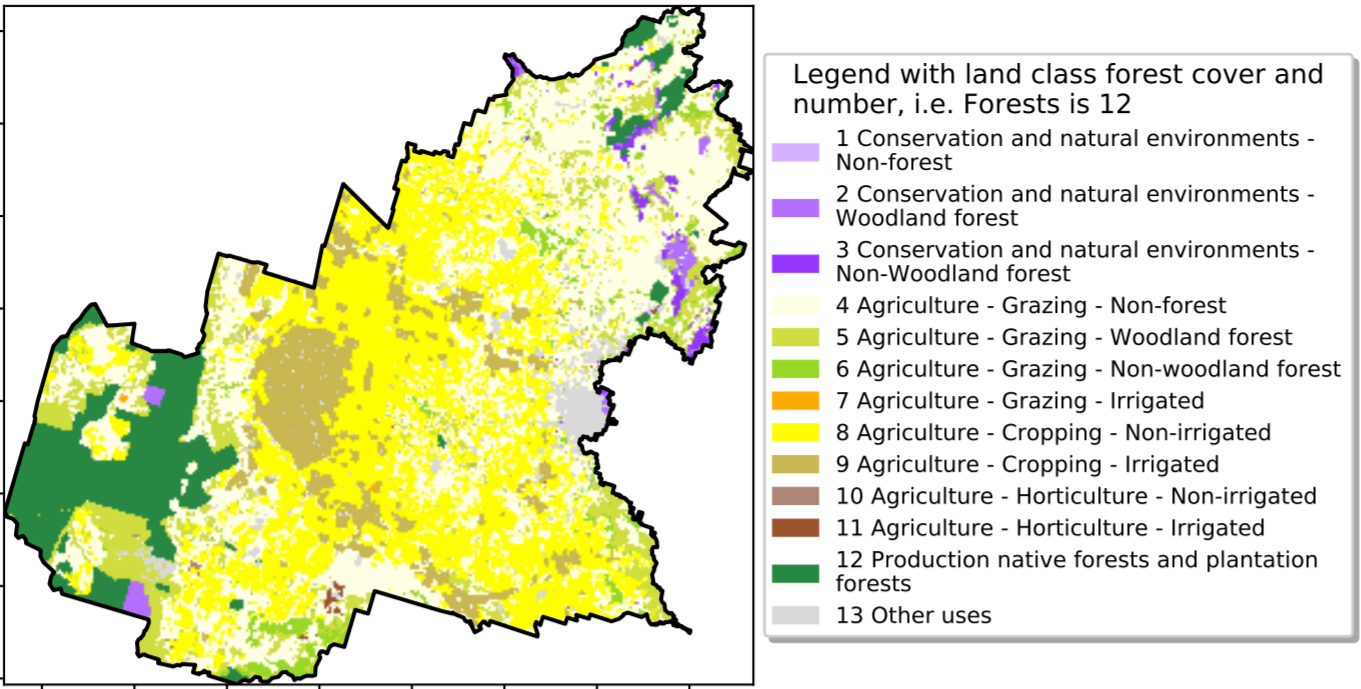 Legend with land class forest cover and
number, i.e. Forests is 12
1 Conservation and natural environments -
Non-forest
2 Conservation and natural environments -
Woodland forest
3 Conservation and natural environments -
Non-Woodland forest
4 Agriculture - Grazing - Non-forest
5 Agriculture - Grazing - Woodland forest
6 Agriculture - Grazing - Non-woodland forest
7 Agriculture - Grazing - Irrigated
8 Agriculture - Cropping - Non-irrigated
9 Agriculture - Cropping - Irrigated
10 Agriculture - Horticulture - Non-irrigated
11 Agriculture - Horticulture - Irrigated
12 Production native forests and plantation
forests
13 Other uses